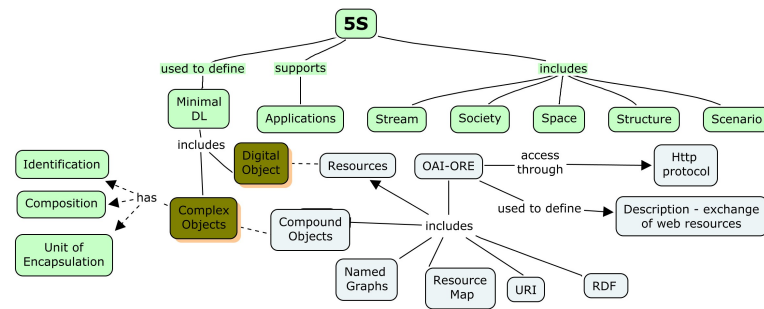 5S
used to define
supports
includes
Minimal
DL
Applications
Stream
Society
Space
Structure
Scenario
includes
Digital
Object
Resources
OAI-ORE
access
through
Http
protocol
Identification
Composition
has
Unit of
Encapsulation
Complex
Objects
Compound
Objects
includes
used to define
Description - exchange
of web resources
Named
Graphs
Resource
Map
URI
RDF